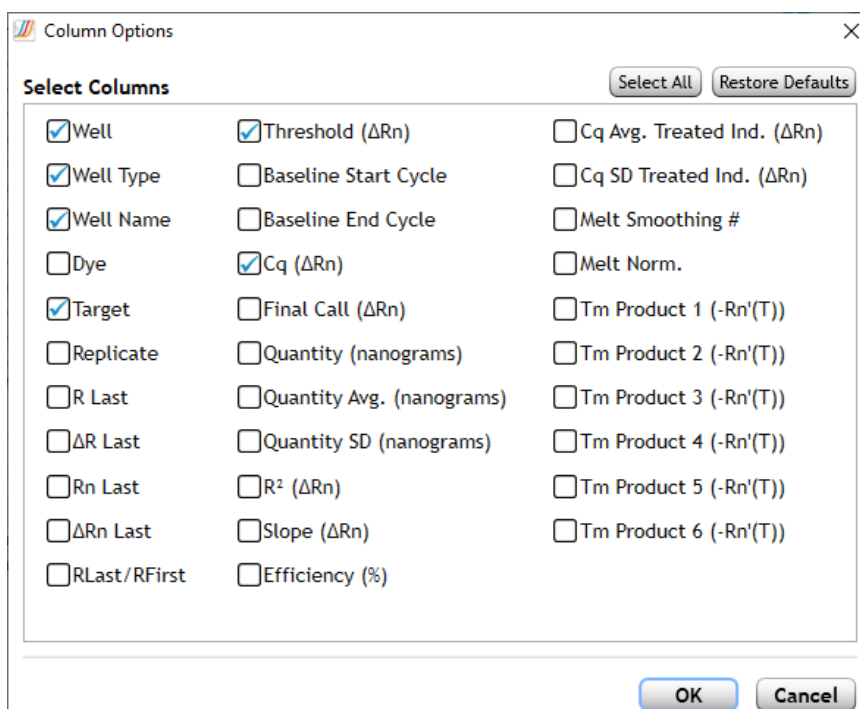 Column Options
Select Columns
Select All
Restore Defaults
Well
Well Type
Well Name
Dye
Target
Replicate
R Last
ΔR Last
Rn Last
ΔRn Last
RLast/RFirst
Threshold (ΔRn)
Baseline Start Cycle
Baseline End Cycle
Cq (ΔRn)
Final Call (ΔRn)
Quantity (nanograms)
Quantity Avg. (nanograms)
Quantity SD (nanograms)
R² (ΔRn)
Slope (ΔRn)
Efficiency (%)
Cq Avg. Treated Ind. (ΔRn)
Cq SD Treated Ind. (ΔRn)
Melt Smoothing #
Melt Norm.
Tm Product 1 (-Rn'(T))
Tm Product 2 (-Rn'(T))
Tm Product 3 (-Rn'(T))
Tm Product 4 (-Rn'(T))
Tm Product 5 (-Rn'(T))
Tm Product 6 (-Rn'(T))
OK
Cancel